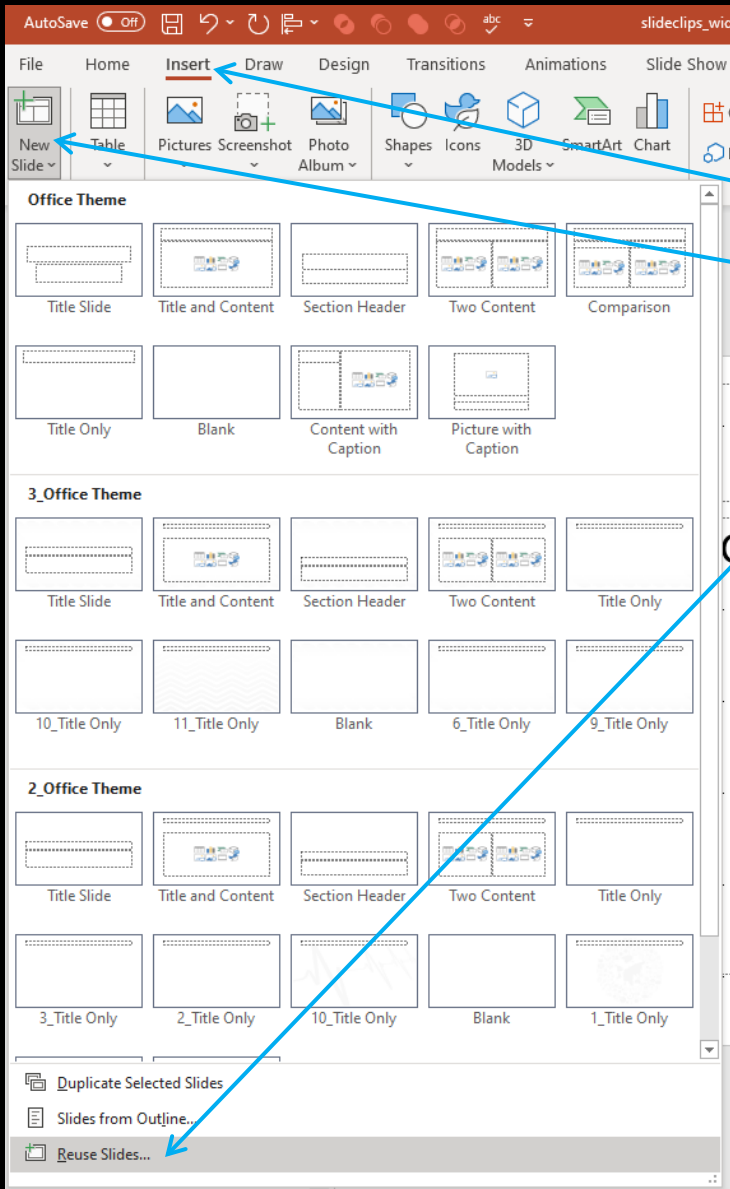 AutoSave Off abc slideclips_wid
File Home Insert Draw Design Transitions Animations Slide Show
New Slide Table Pictures Screenshot Photo Album Shapes Icons 3D Models SmartArt Chart
Office Theme
Title Slide Title and Content Section Header Two Content Comparison
Title Only Blank Content with Caption Picture with Caption
3_Office Theme
Title Slide Title and Content Section Header Two Content Title Only
10_Title Only 11_Title Only Blank 6_Title Only 9_Title Only
2_Office Theme
Title Slide Title and Content Section Header Two Content Title Only
3_Title Only 2_Title Only 10_Title Only Blank 1_Title Only
Duplicate Selected Slides
Slides from Outline...
Reuse Slides...